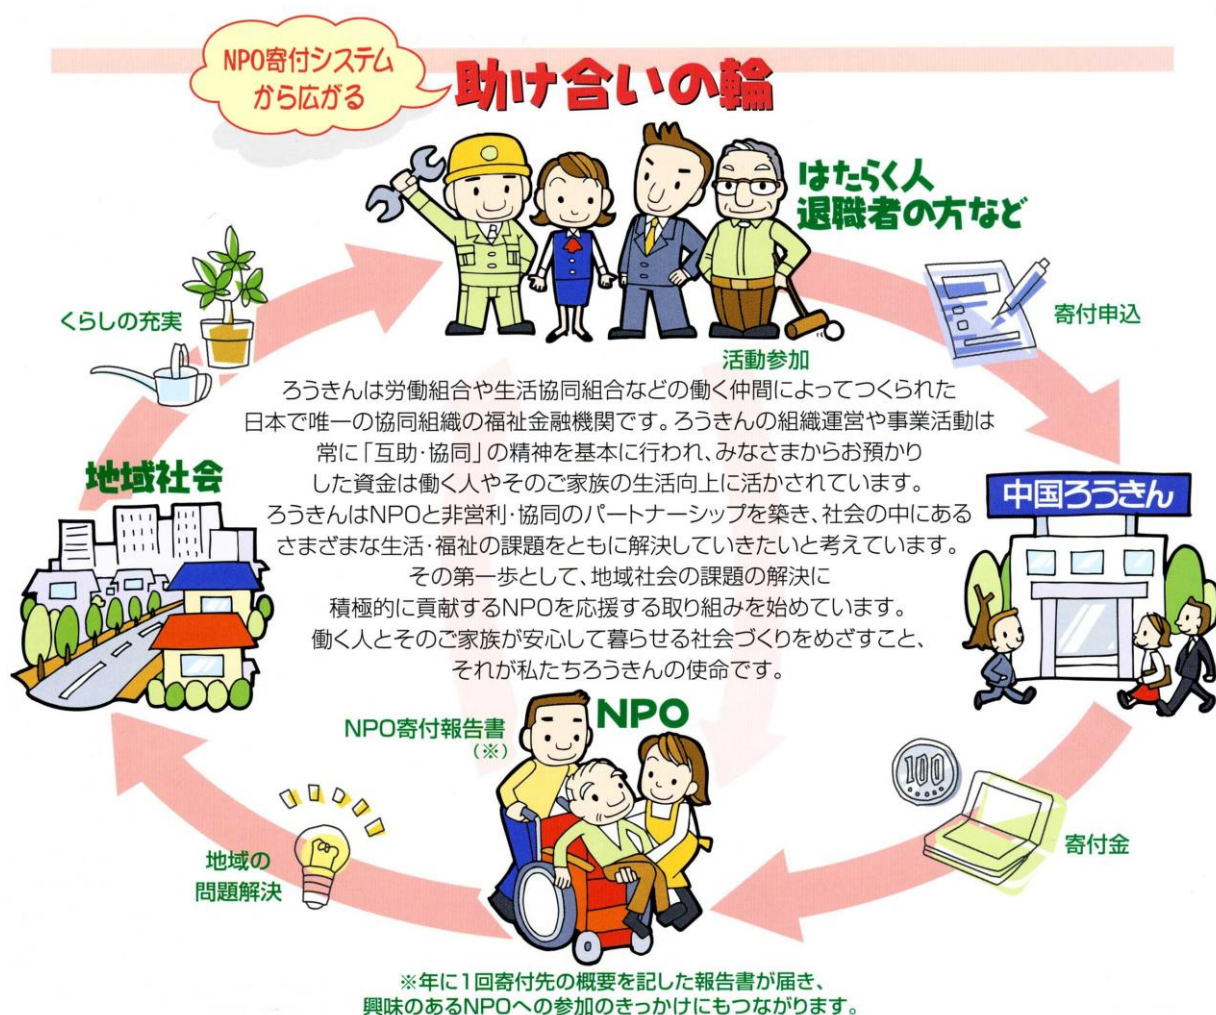 NPO寄付システム
から広がる
助け合いの輪
はたらく人
退職者の方など
くらしの充実
寄付申込
活動参加
ろうきんは労働組合や生活協同組合などの働く仲間によってつくられた
日本で唯一の協同組織の福祉金融機関です。ろうきんの組織運営や事業活動は
常に「互助・協同」の精神を基本に行われ、みなさまからお預かり
した資金は働く人やそのご家族の生活向上に活かされています。
ろうきんはNPOと非営利・協同のパートナーシップを築き、社会の中にある
さまざまな生活・福祉の課題をともに解決していきたいと考えています。
その第一歩として、地域社会の課題の解決に
積極的に貢献するNPOを応援する取り組みを始めています。
働く人とそのご家族が安心して暮らせる社会づくりをめざすこと、
それが私たちろうきんの使命です。
地域社会
中国ろうきん
NPO寄付報告書
(※)
NPO
100
寄付金
地域の
問題解決
※年に1回寄付先の概要を記した報告書が届き、
興味のあるNPOへの参加のきっかけにもつながります。